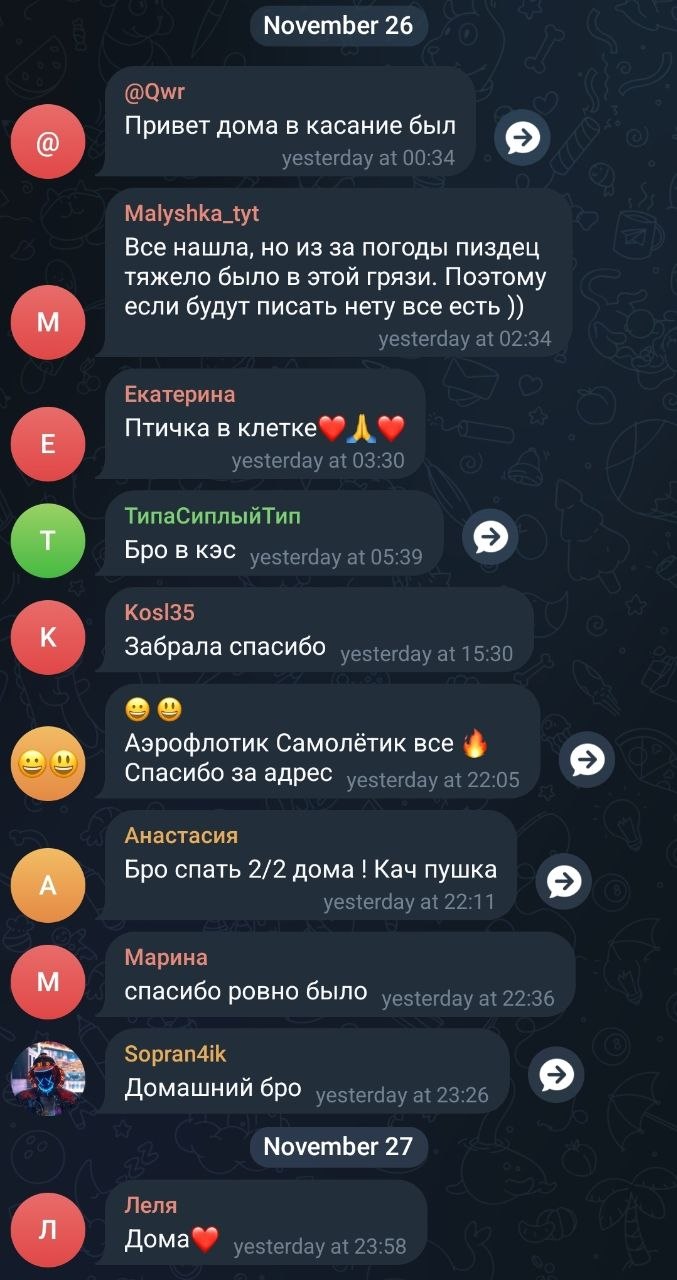 November 26
@Qwr
@
Привет дома в касание был
yesterday at 00:34
Malyshka_tyt
Все нашла, но из за погоды пиздец
тяжело было в этой грязи. Поэтому
если будут писать нету все есть ))
M
yesterday at 02:34
Екатерина
Птичка в клетке❤️🙏❤️
Е
yesterday at 03:30
ТипаСиплыйТип
Т
Бро в кэс yesterday at 05:39
Kosl35
K
Забрала спасибо yesterday at 15:30
😀 😃
Аэрофлотик Самолётик все 🔥
😀😃
Спасибо за адрес yesterday at 22:05
Анастасия
Бро спать 2/2 дома ! Кач пушка
А
yesterday at 22:11
Марина
М
спасибо ровно было yesterday at 22:36
Sopran4ik
Домашний бро yesterday at 23:26
November 27
Леля
Л
Дома❤️ yesterday at 23:58